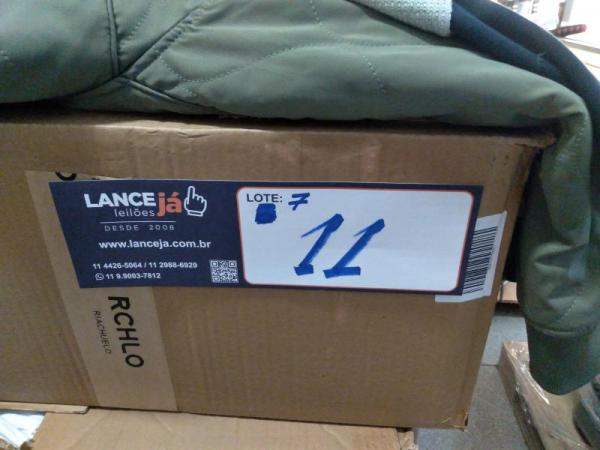 LANCE já
leilões
DESDE 2008
www.lanceja.com.br
11 4426-5064 / 11 2988-6929
11 9.9003-7812
LOTE: 7
11
RCHLO
RIACHUELO